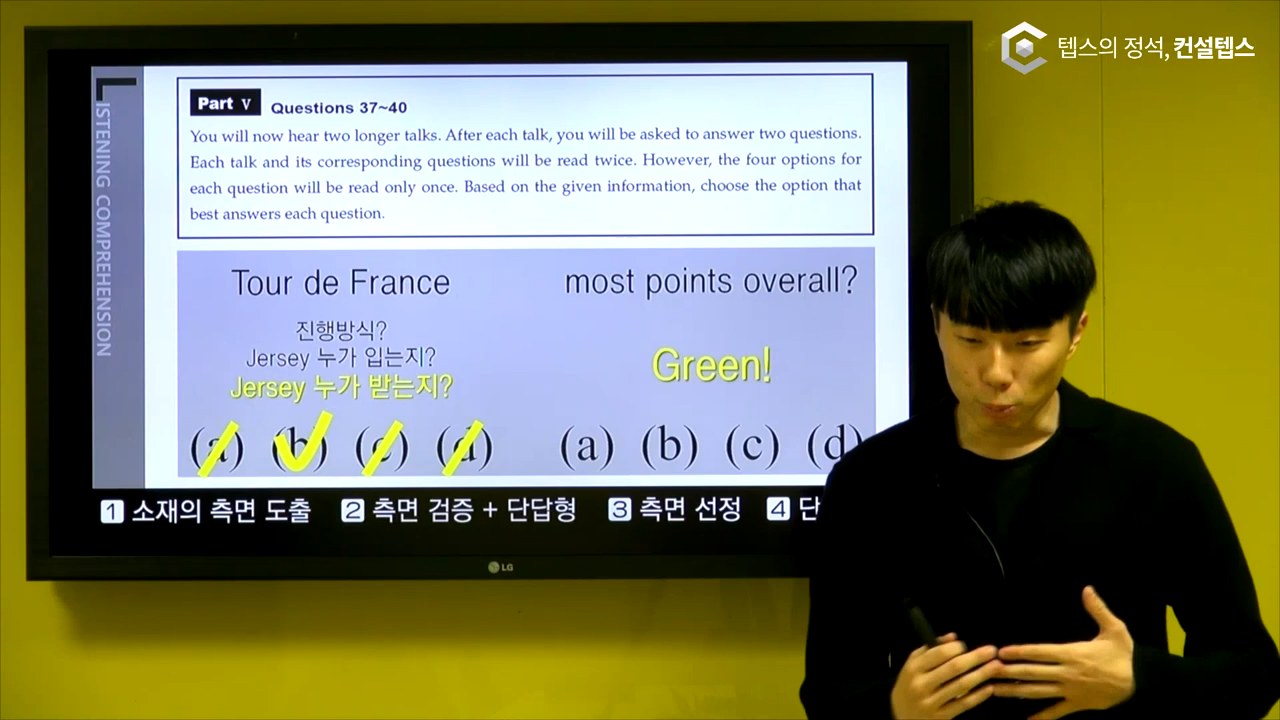 텝스의 정석, 컨설텝스
LISTENING COMPREHENSION
Part V Questions 37~40
You will now hear two longer talks. After each talk, you will be asked to answer two questions.
Each talk and its corresponding questions will be read twice. However, the four options for
each question will be read only once. Based on the given information, choose the option that
best answers each question.
Tour de France
진행방식?
Jersey 누가 입는지?
Jersey 누가 받는지?
(a) (b) (c) (d)
most points overall?
Green!
(a) (b) (c) (d)
1 소재의 측면 도출 2 측면 검증 + 단답형 3 측면 선정 4 단
LG